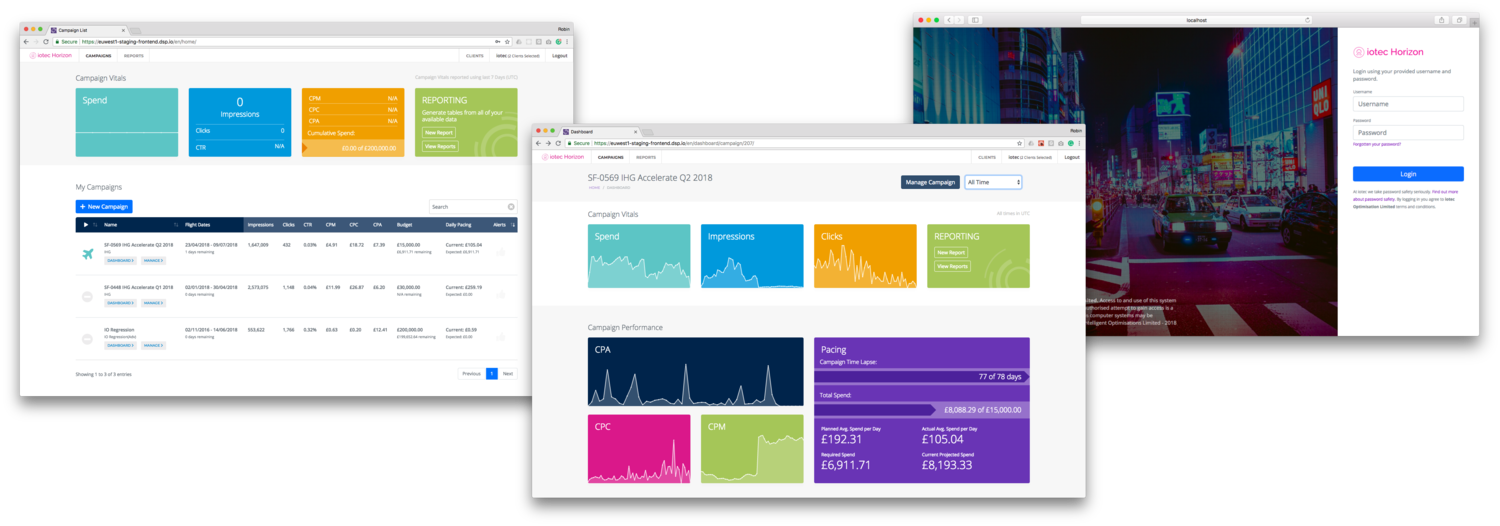 Campaign List
Robin
Secure https://euwest1-staging-frontend.dsp.io/en/home/
iotec Horizon CAMPAIGNS REPORTS CLIENTS iotec (2 Clients Selected) Logout
Campaign Vitals
Campaign vitals reported using last 7 Days (UTC)
Spend
0
Impressions
Clicks 0
CTR N/A
CPM N/A
CPC N/A
CPA N/A
Cumulative Spend:
£0.00 of £200,000.00
REPORTING
Generate tables from all of your
available data
New Report
View Reports
My Campaigns
+ New Campaign
Search
Name Flight Dates Impressions Clicks CTR CPM CPC CPA Budget Daily Pacing Alerts
SF-0569 IHG Accelerate Q2 2018 23/04/2018 - 09/07/2018 1,647,009 432 0.03% £4.91 £18.72 £7.39 £15,000.00 Current: £105.04
IHG 1 days remaining £6,911.71 remaining Expected: £6,911.71
DASHBOARD MANAGE
SF-0448 IHG Accelerate Q1 2018 02/01/2018 - 30/04/2018 2,573,075 1,148 0.04% £11.99 £26.87 £6.20 £30,000.00 Current: £259.19
IHG 0 days remaining N/A remaining Expected: £0.00
DASHBOARD MANAGE
IO Regression 02/11/2016 - 14/06/2018 553,622 1,766 0.32% £0.63 £0.20 £12.41 £200,000.00 Current: £0.59
0 days remaining Expected: £0.00
DASHBOARD MANAGE
Showing 1 to 3 of 3 entries
Previous 1 Next
Dashboard
Robin
Secure https://euwest1-staging-frontend.dsp.io/en/dashboard/campaign/207/
iotec Horizon CAMPAIGNS REPORTS CLIENTS iotec (2 Clients Selected) Logout
SF-0569 IHG Accelerate Q2 2018
HOME / DASHBOARD
Manage Campaign
All Time
Campaign Vitals
All times in UTC
Spend
Impressions
Clicks
REPORTING
New Report
View Reports
Campaign Performance
CPA
CPC
CPM
Pacing
Campaign Time Lapse:
77 of 78 days
Total Spend:
£8,088.29 of £15,000.00
Planned Avg. Spend per Day Actual Avg. Spend per Day
£192.31 £105.04
Required Spend Current Projected Spend
£6,911.71 £8,193.33
localhost
UNI
QLO
iotec Horizon
Login using your provided username and
password.
Username
Username
Password
Password
Forgotten your password?
Login
At iotec we take password safety seriously. Find out more
about password safety. By logging in you agree to iotec
Optimisation Limited terms and conditions.
Access to and use of this system
attempt to gain access is a
computer systems may be
Optimisations Limited - 2018